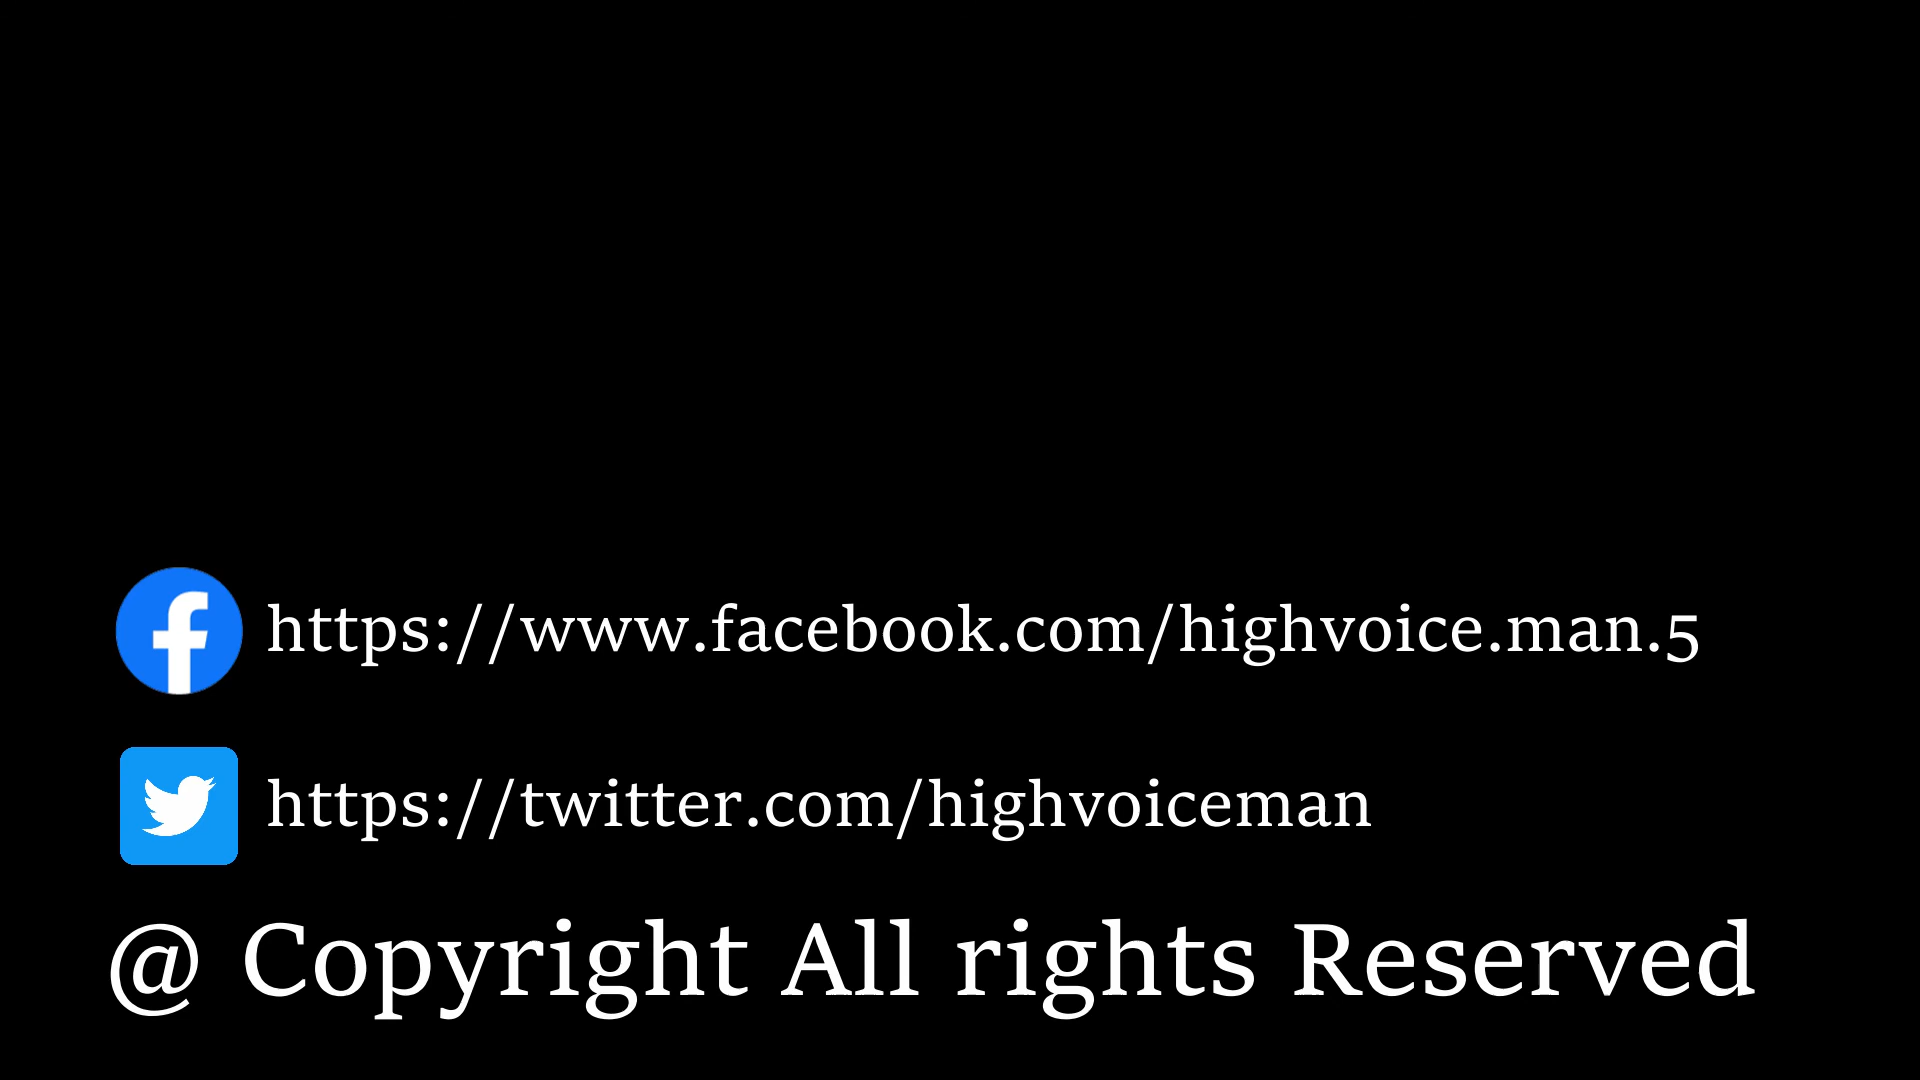 https://www.facebook.com/highvoice.man.5
https://twitter.com/highvoiceman
@ Copyright All rights Reserved